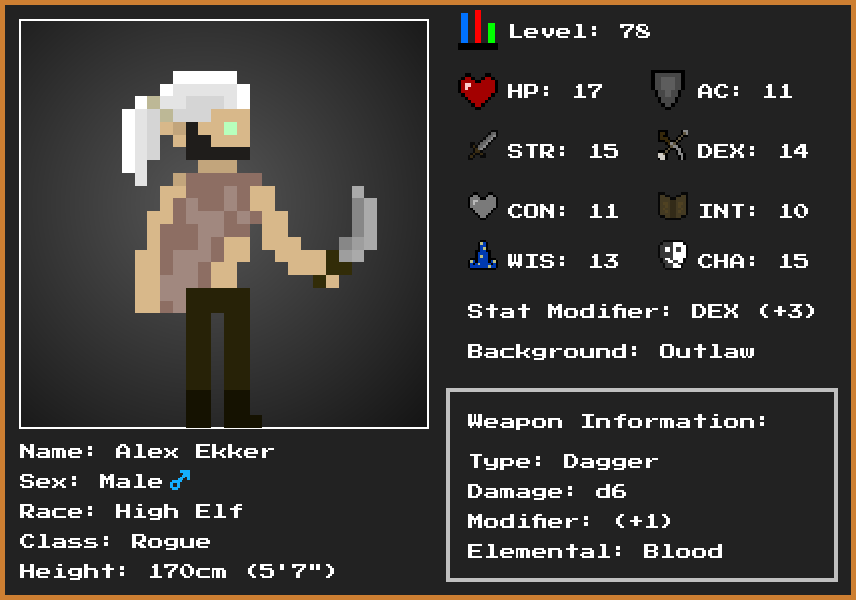 Level: 78
HP: 17 AC: 11
STR: 15 DEX: 14
CON: 11 INT: 10
WIS: 13 CHA: 15
Stat Modifier: DEX (+3)
Background: Outlaw
Weapon Information:
Type: Dagger
Damage: d6
Modifier: (+1)
Elemental: Blood
Name: Alex Ekker
Sex: Male ♂
Race: High Elf
Class: Rogue
Height: 170cm (5'7")